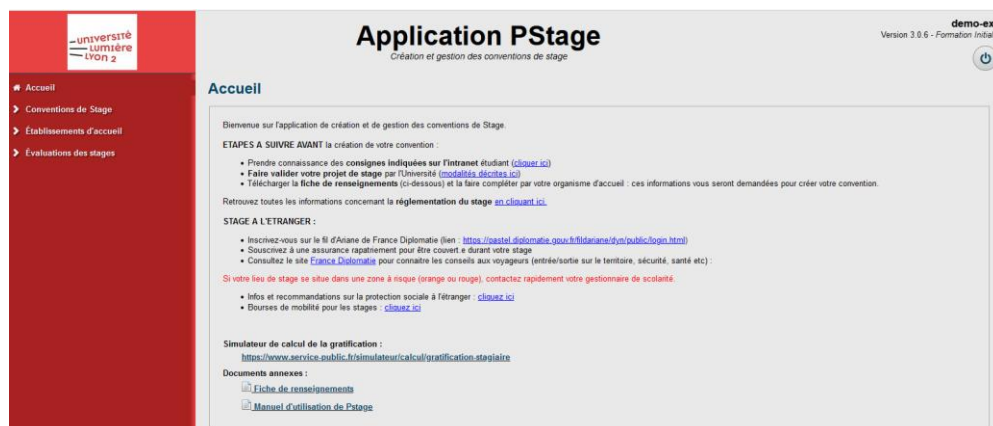 UNIVERSITÉ
LUMIÈRE
LYON 2
Application PStage
Création et gestion des conventions de stage
demo-ex
Version 3.0.6 - Formation Initial
Accueil
Conventions de Stage
Établissements d'accueil
Évaluations des stages
Accueil
Bienvenue sur l'application de création et de gestion des conventions de Stage.
ETAPES A SUIVRE AVANT la création de votre convention :
• Prendre connaissance des consignes indiquées sur l'intranet étudiant (cliquer ici)
• Faire valider votre projet de stage par l'Université (modalités décrites ici)
• Télécharger la fiche de renseignements (ci-dessous) et la faire compléter par votre organisme d'accueil : ces informations vous seront demandées pour créer votre convention.
Retrouvez toutes les informations concernant la réglementation du stage en cliquant ici.
STAGE A L'ETRANGER :
• Inscrivez-vous sur le fil d'Ariane de France Diplomatie (lien : https://pastel.diplomatie.gouv.fr/fildariane/dyn/public/login.html)
• Souscrivez à une assurance rapatriement pour être couvert.e durant votre stage
• Consultez le site France Diplomatie pour connaitre les conseils aux voyageurs (entrée/sortie sur le territoire, sécurité, santé etc) :
Si votre lieu de stage se situe dans une zone à risque (orange ou rouge), contactez rapidement votre gestionnaire de scolarité.
• Infos et recommandations sur la protection sociale à l'étranger : cliquez ici
• Bourses de mobilité pour les stages : cliquez ici
Simulateur de calcul de la gratification :
https://www.service-public.fr/simulateur/calcul/gratification-stagiaire
Documents annexes :
Fiche de renseignements
Manuel d'utilisation de Pstage